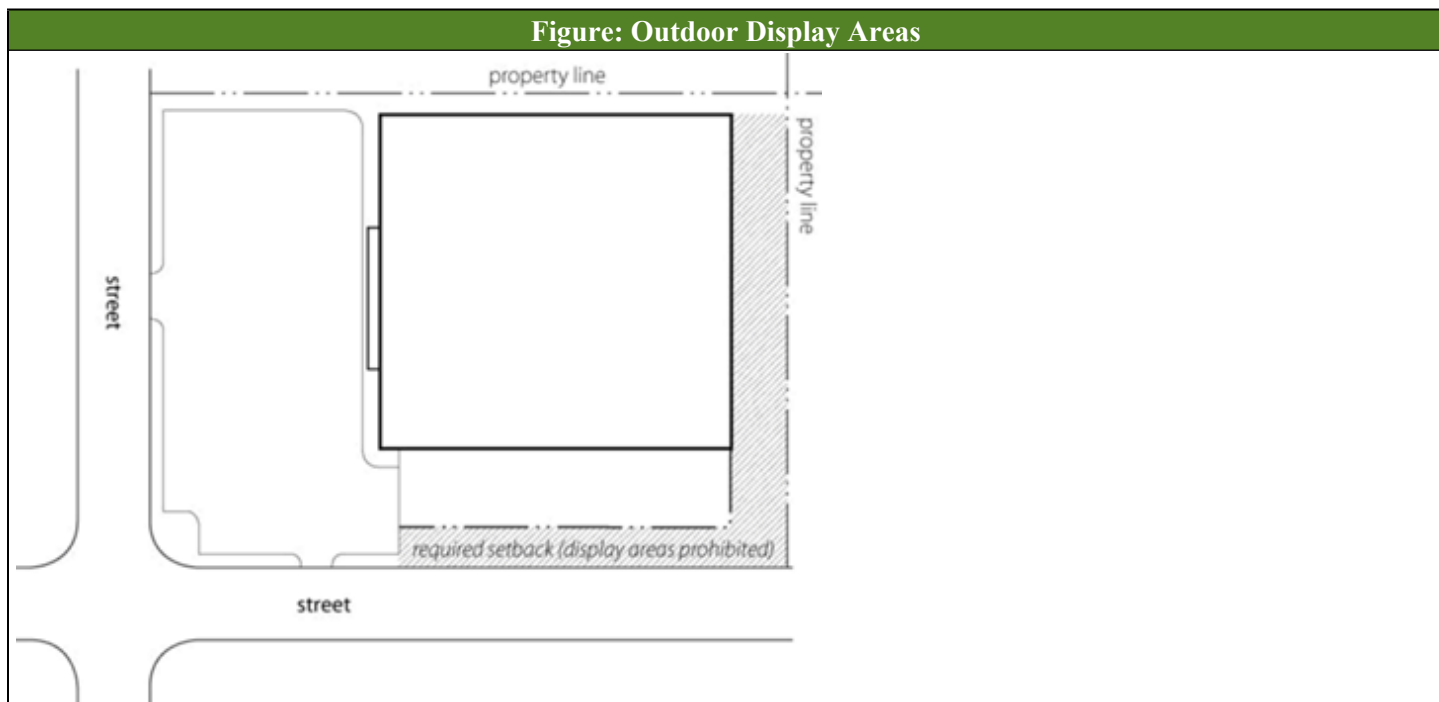 Figure: Outdoor Display Areas
property line
property line
street
required setback (display areas prohibited)
street